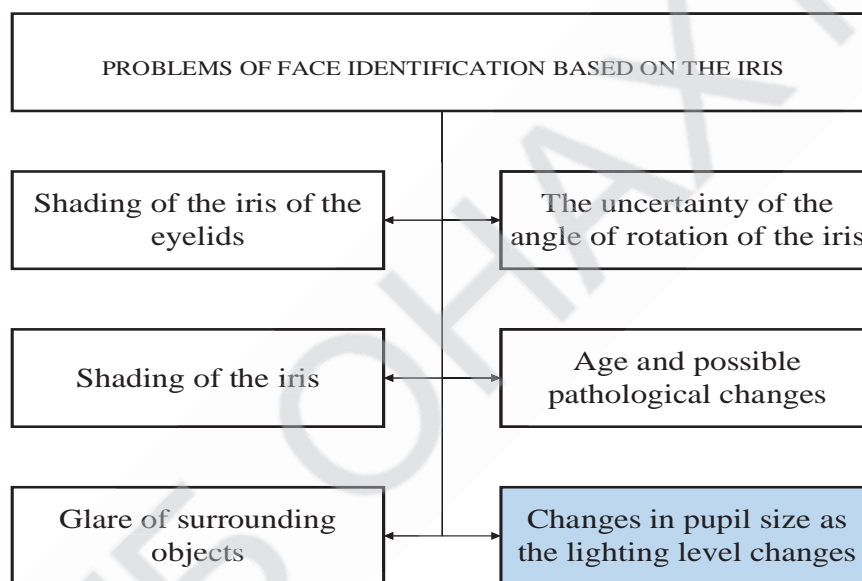 PROBLEMS OF FACE IDENTIFICATION BASED ON THE IRIS
Shading of the iris of the
eyelids
The uncertainty of the
angle of rotation of the iris
Shading of the iris
Age and possible
pathological changes
Glare of surrounding
objects
Changes in pupil size as
the lighting level changes